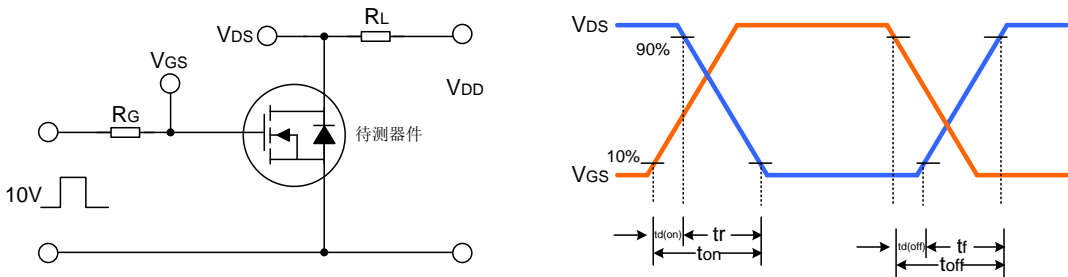 VDS
RL
VGS
VDD
RG
待测器件
10V
VDS
90%
10%
VGS
td(on)
tr
ton
td(off)
tf
toff